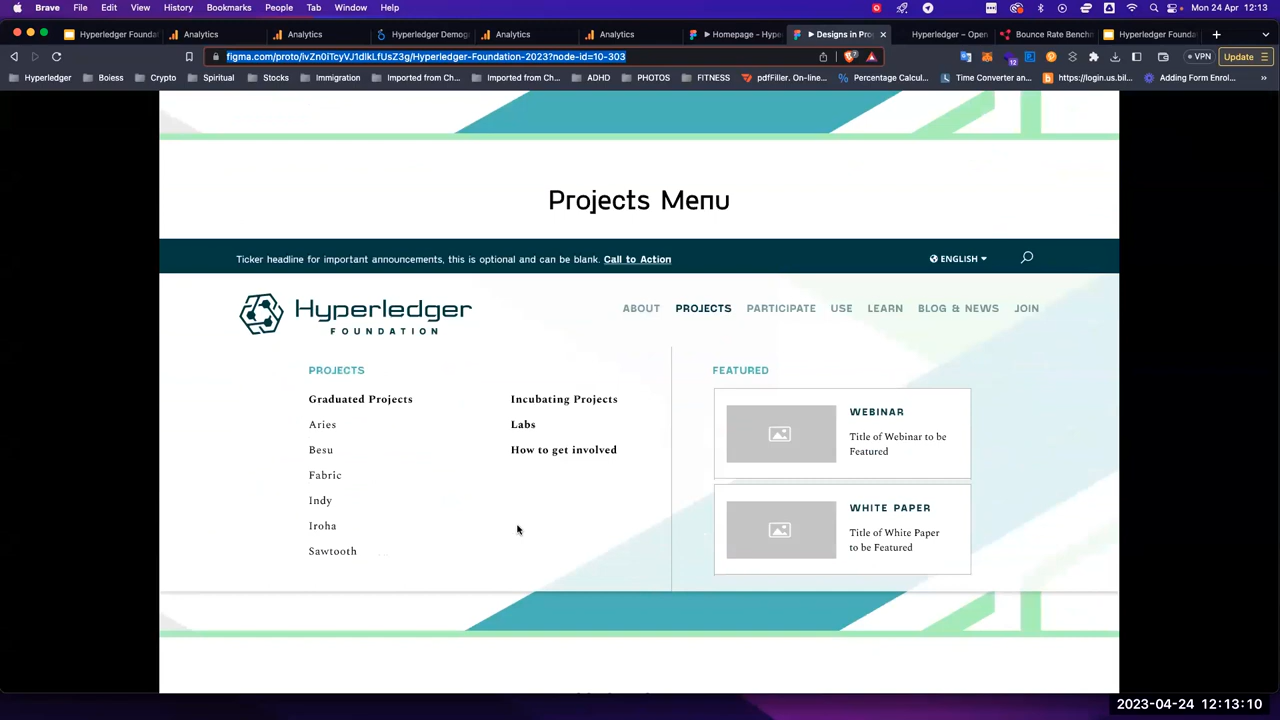 Brave File Edit View History Bookmarks People Tab Window Help Mon 24 Apr 12:13
Hyperledger Foundat Analytics Analytics Hyperledger Demog Analytics Analytics Homepage – Hype Designs in Pro Hyperledger – Open Bounce Rate Benchm Hyperledger Founda
figma.com/proto/ivZn0iTcyVJ1dlkLfUsZ3g/Hyperledger-Foundation-2023?node-id=10-303 VPN Update
Hyperledger Boiess Crypto Spiritual Stocks Immigration Imported from Ch... Imported from Ch... ADHD PHOTOS FITNESS pdfFiller. On-line... Percentage Calcul... Time Converter an... https://login.us.bil... Adding Form Enrol...
Projects Menu
Ticker headline for important announcements, this is optional and can be blank. Call to Action ENGLISH
Hyperledger
FOUNDATION
ABOUT PROJECTS PARTICIPATE USE LEARN BLOG & NEWS JOIN
PROJECTS
Graduated Projects
Aries
Besu
Fabric
Indy
Iroha
Sawtooth
Incubating Projects
Labs
How to get involved
FEATURED
WEBINAR
Title of Webinar to be
Featured
WHITE PAPER
Title of White Paper
to be Featured
2023-04-24 12:13:10